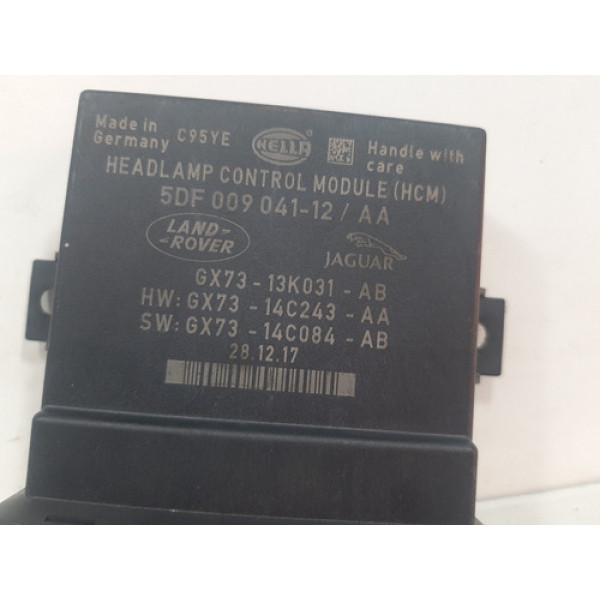 Made in Germany
C95YE
HELLA
Handle with care
HEADLAMP CONTROL MODULE (HCM)
5DF 009 041-12 / AA
LAND-ROVER
JAGUAR
GX73 - 13K031 - AB
HW: GX73 - 14C243 - AA
SW: GX73 - 14C084 - AB
28.12.17